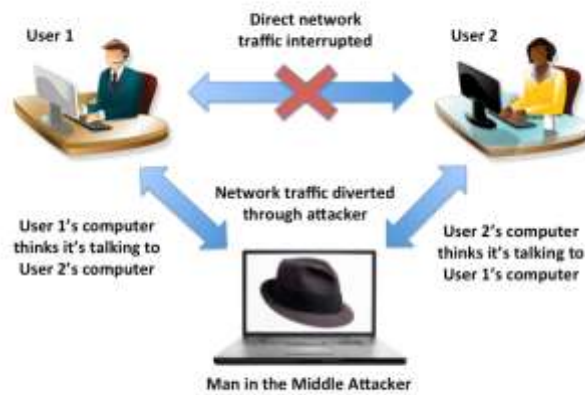 User 1
Direct network
traffic interrupted
User 2
Network traffic diverted
through attacker
User 1's computer
thinks it's talking to
User 2's computer
User 2's computer
thinks it's talking to
User 1's computer
Man in the Middle Attacker